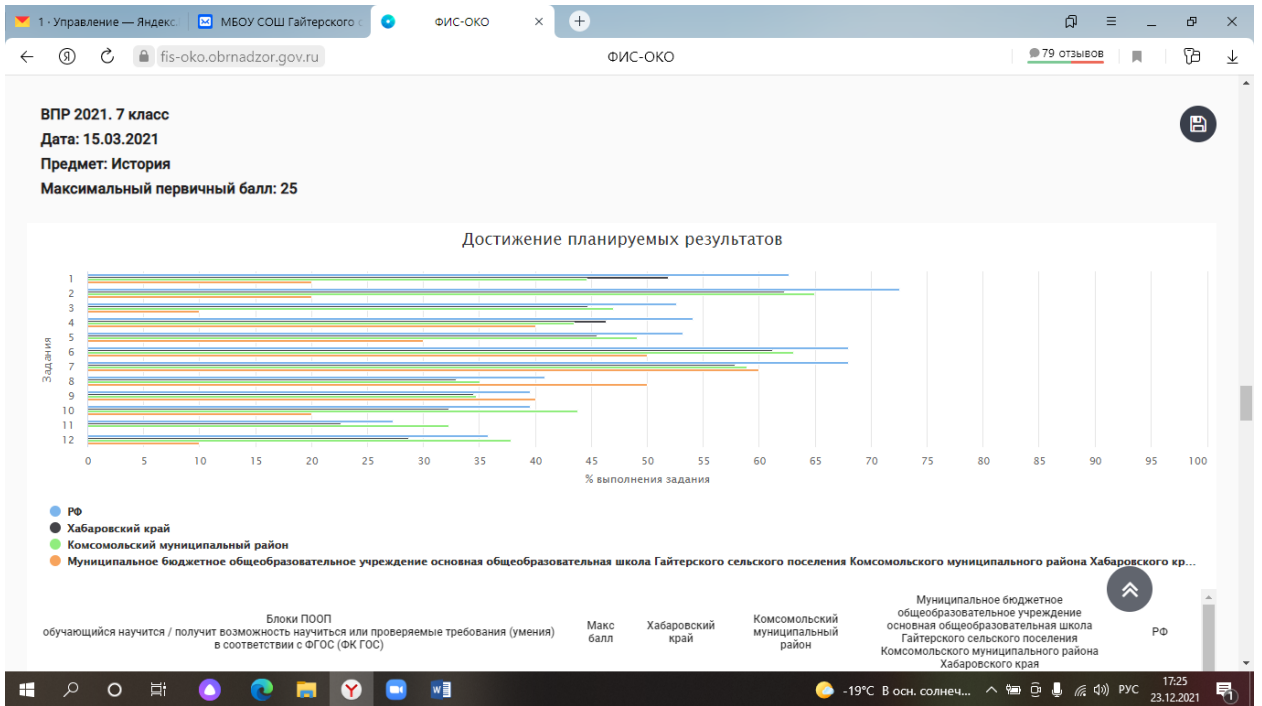 1 · Управление — Яндекс.
МБОУ СОШ Гайтерского с
ФИС-ОКО
fis-oko.obrnadzor.gov.ru
ФИС-ОКО
79 отзывов
ВПР 2021. 7 класс
Дата: 15.03.2021
Предмет: История
Максимальный первичный балл: 25
Достижение планируемых результатов
Задания
1
2
3
4
5
6
7
8
9
10
11
12
0 5 10 15 20 25 30 35 40 45 50 55 60 65 70 75 80 85 90 95 100
% выполнения задания
РФ
Хабаровский край
Комсомольский муниципальный район
Муниципальное бюджетное общеобразовательное учреждение основная общеобразовательная школа Гайтерского сельского поселения Комсомольского муниципального района Хабаровского кр...
Блоки ПООП
обучающийся научится / получит возможность научиться или проверяемые требования (умения)
в соответствии с ФГОС (ФК ГОС)
Макс
балл
Хабаровский
край
Комсомольский
муниципальный
район
Муниципальное бюджетное
общеобразовательное учреждение
основная общеобразовательная школа
Гайтерского сельского поселения
Комсомольского муниципального района
Хабаровского края
РФ
-19°C В осн. солнеч...
РУС
17:25
23.12.2021
1